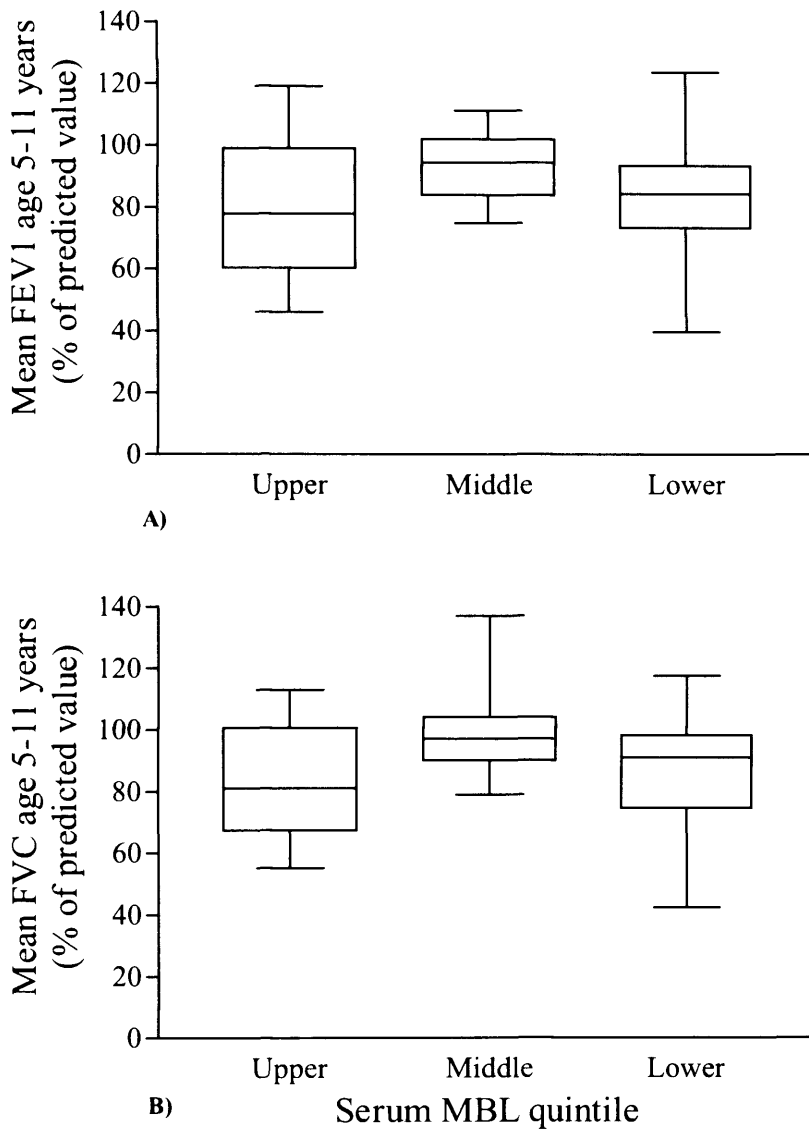 Mean FEV1 age 5-11 years
(% of predicted value)
140
120
100
80
60
40
20
0
Upper
Middle
Lower
A)
Mean FVC age 5-11 years
(% of predicted value)
140
120
100
80
60
40
20
0
Upper
Middle
Lower
B)
Serum MBL quintile